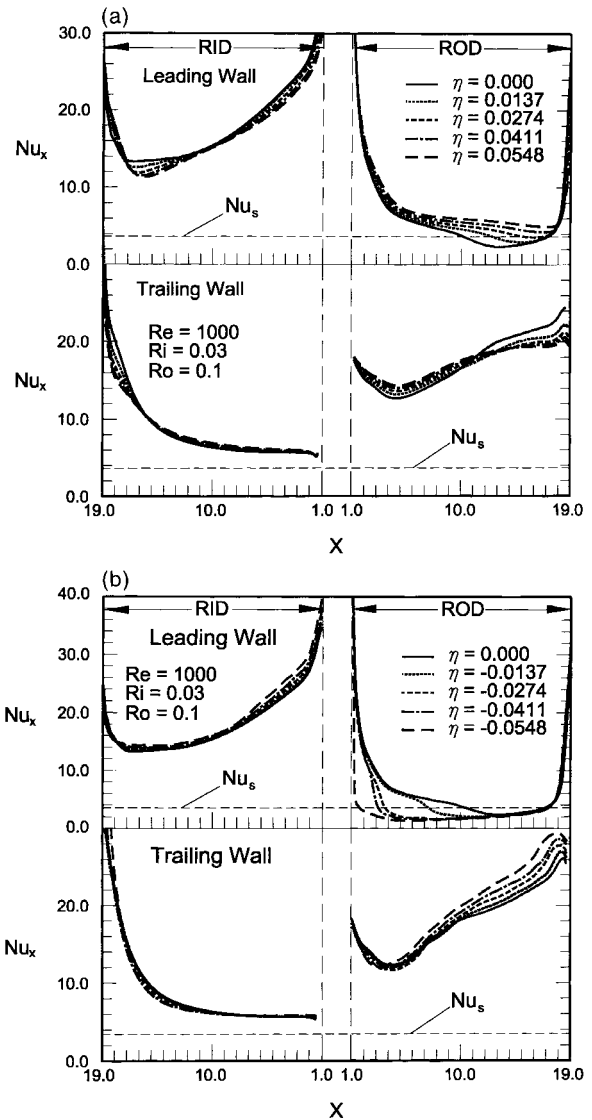 (a)
30.0
RID
ROD
Leading Wall
η = 0.000
η = 0.0137
η = 0.0274
η = 0.0411
η = 0.0548
20.0
Nux
10.0
Nus
0.0
Trailing Wall
Re = 1000
Ri = 0.03
Ro = 0.1
20.0
Nux
10.0
Nus
0.0
19.0
10.0
1.0
1.0
10.0
19.0
X
(b)
40.0
RID
ROD
Leading Wall
Re = 1000
Ri = 0.03
Ro = 0.1
η = 0.000
η = -0.0137
η = -0.0274
η = -0.0411
η = -0.0548
30.0
20.0
Nux
10.0
Nus
0.0
Trailing Wall
20.0
Nux
10.0
Nus
0.0
19.0
10.0
1.0
1.0
10.0
19.0
X